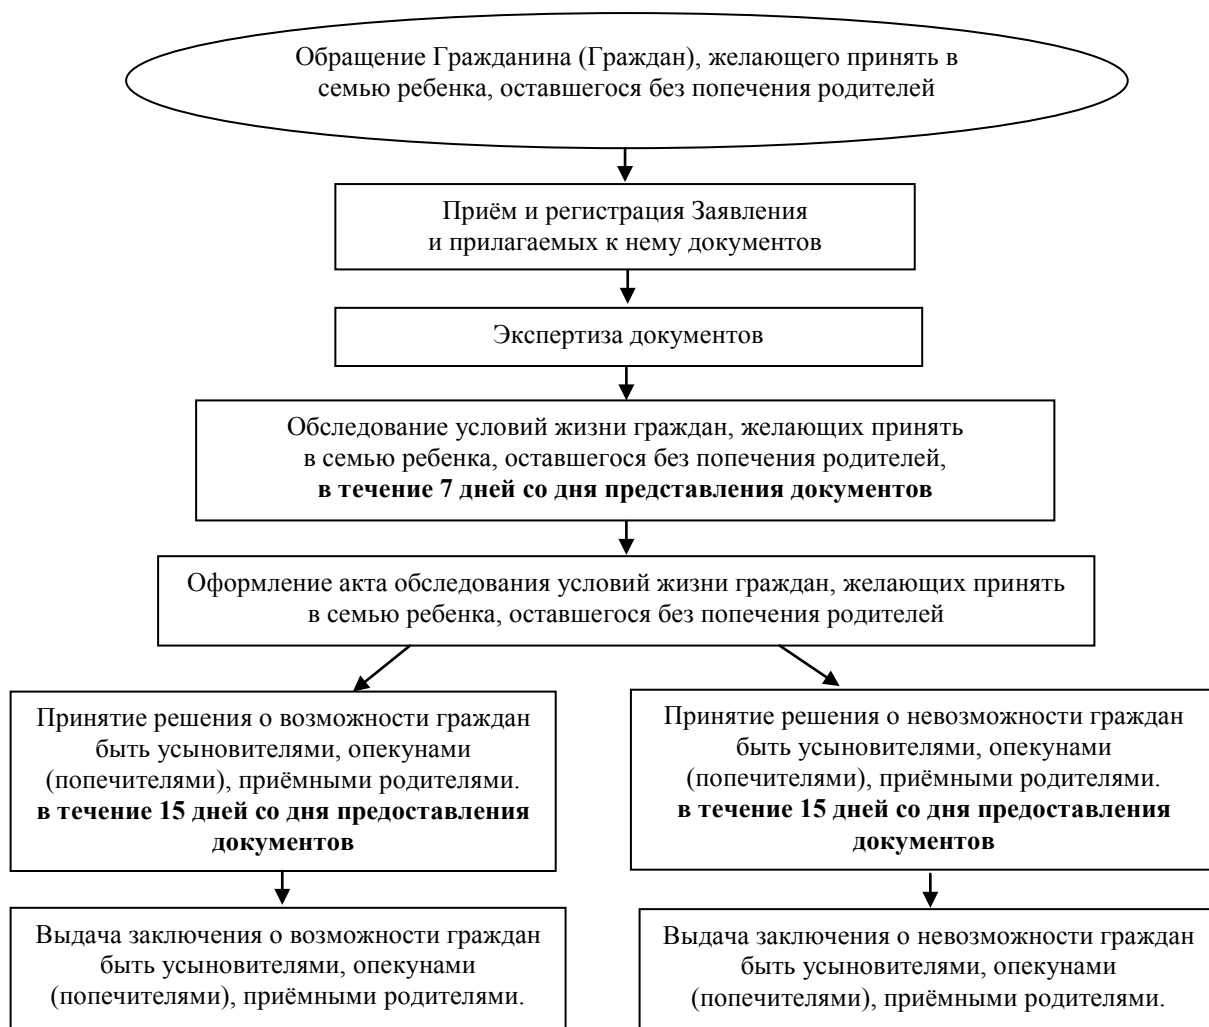 Обращение Гражданина (Граждан), желающего принять в
семью ребенка, оставшегося без попечения родителей
Приём и регистрация Заявления
и прилагаемых к нему документов
Экспертиза документов
Обследование условий жизни граждан, желающих принять
в семью ребенка, оставшегося без попечения родителей,
в течение 7 дней со дня представления документов
Оформление акта обследования условий жизни граждан, желающих принять
в семью ребенка, оставшегося без попечения родителей
Принятие решения о возможности граждан
быть усыновителями, опекунами
(попечителями), приёмными родителями.
в течение 15 дней со дня предоставления
документов
Принятие решения о невозможности граждан
быть усыновителями, опекунами
(попечителями), приёмными родителями.
в течение 15 дней со дня предоставления
документов
Выдача заключения о возможности граждан
быть усыновителями, опекунами
(попечителями), приёмными родителями.
Выдача заключения о невозможности граждан
быть усыновителями, опекунами
(попечителями), приёмными родителями.